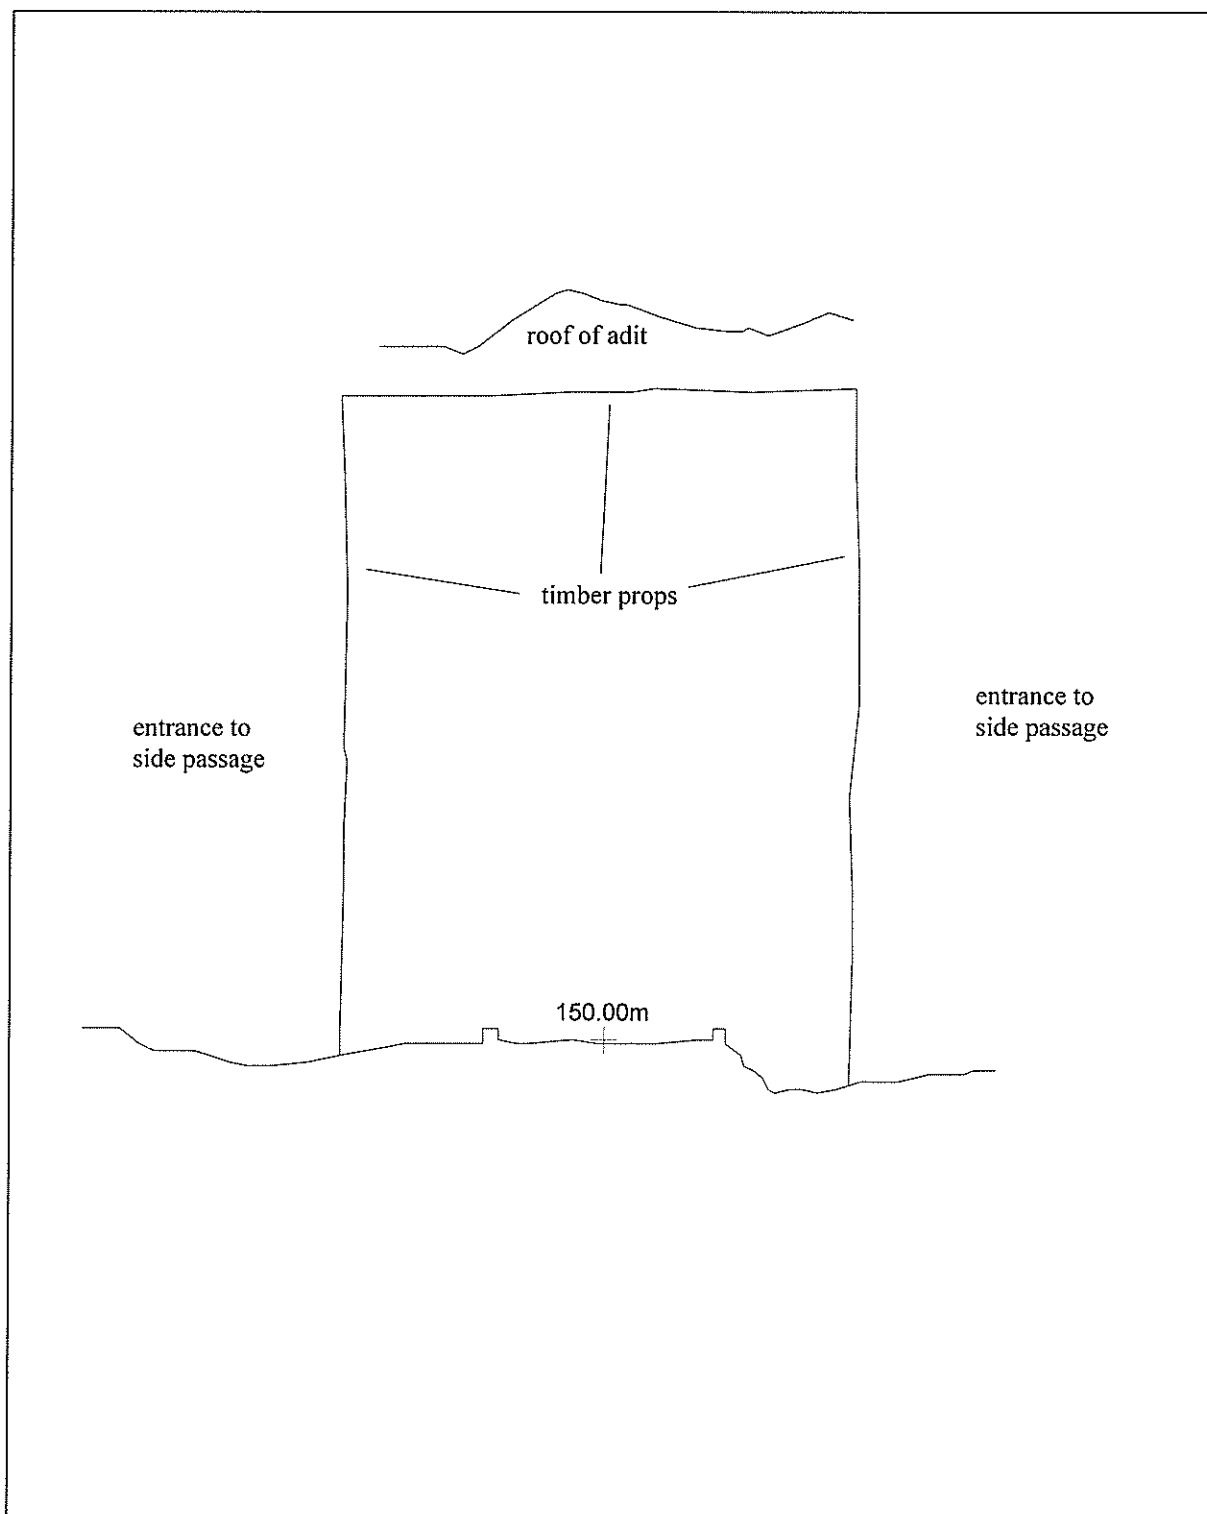 roof of adit
timber props
entrance to
side passage
entrance to
side passage
150.00m